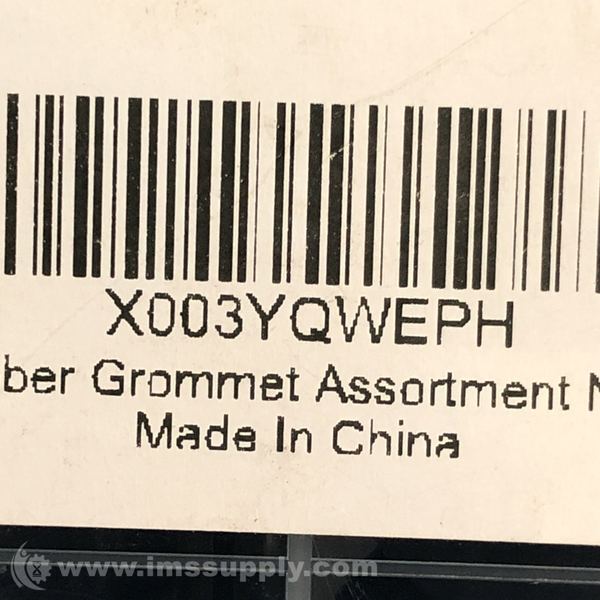 X003YQWEPH
ber Grommet Assortment N
Made In China
www.imssupply.com